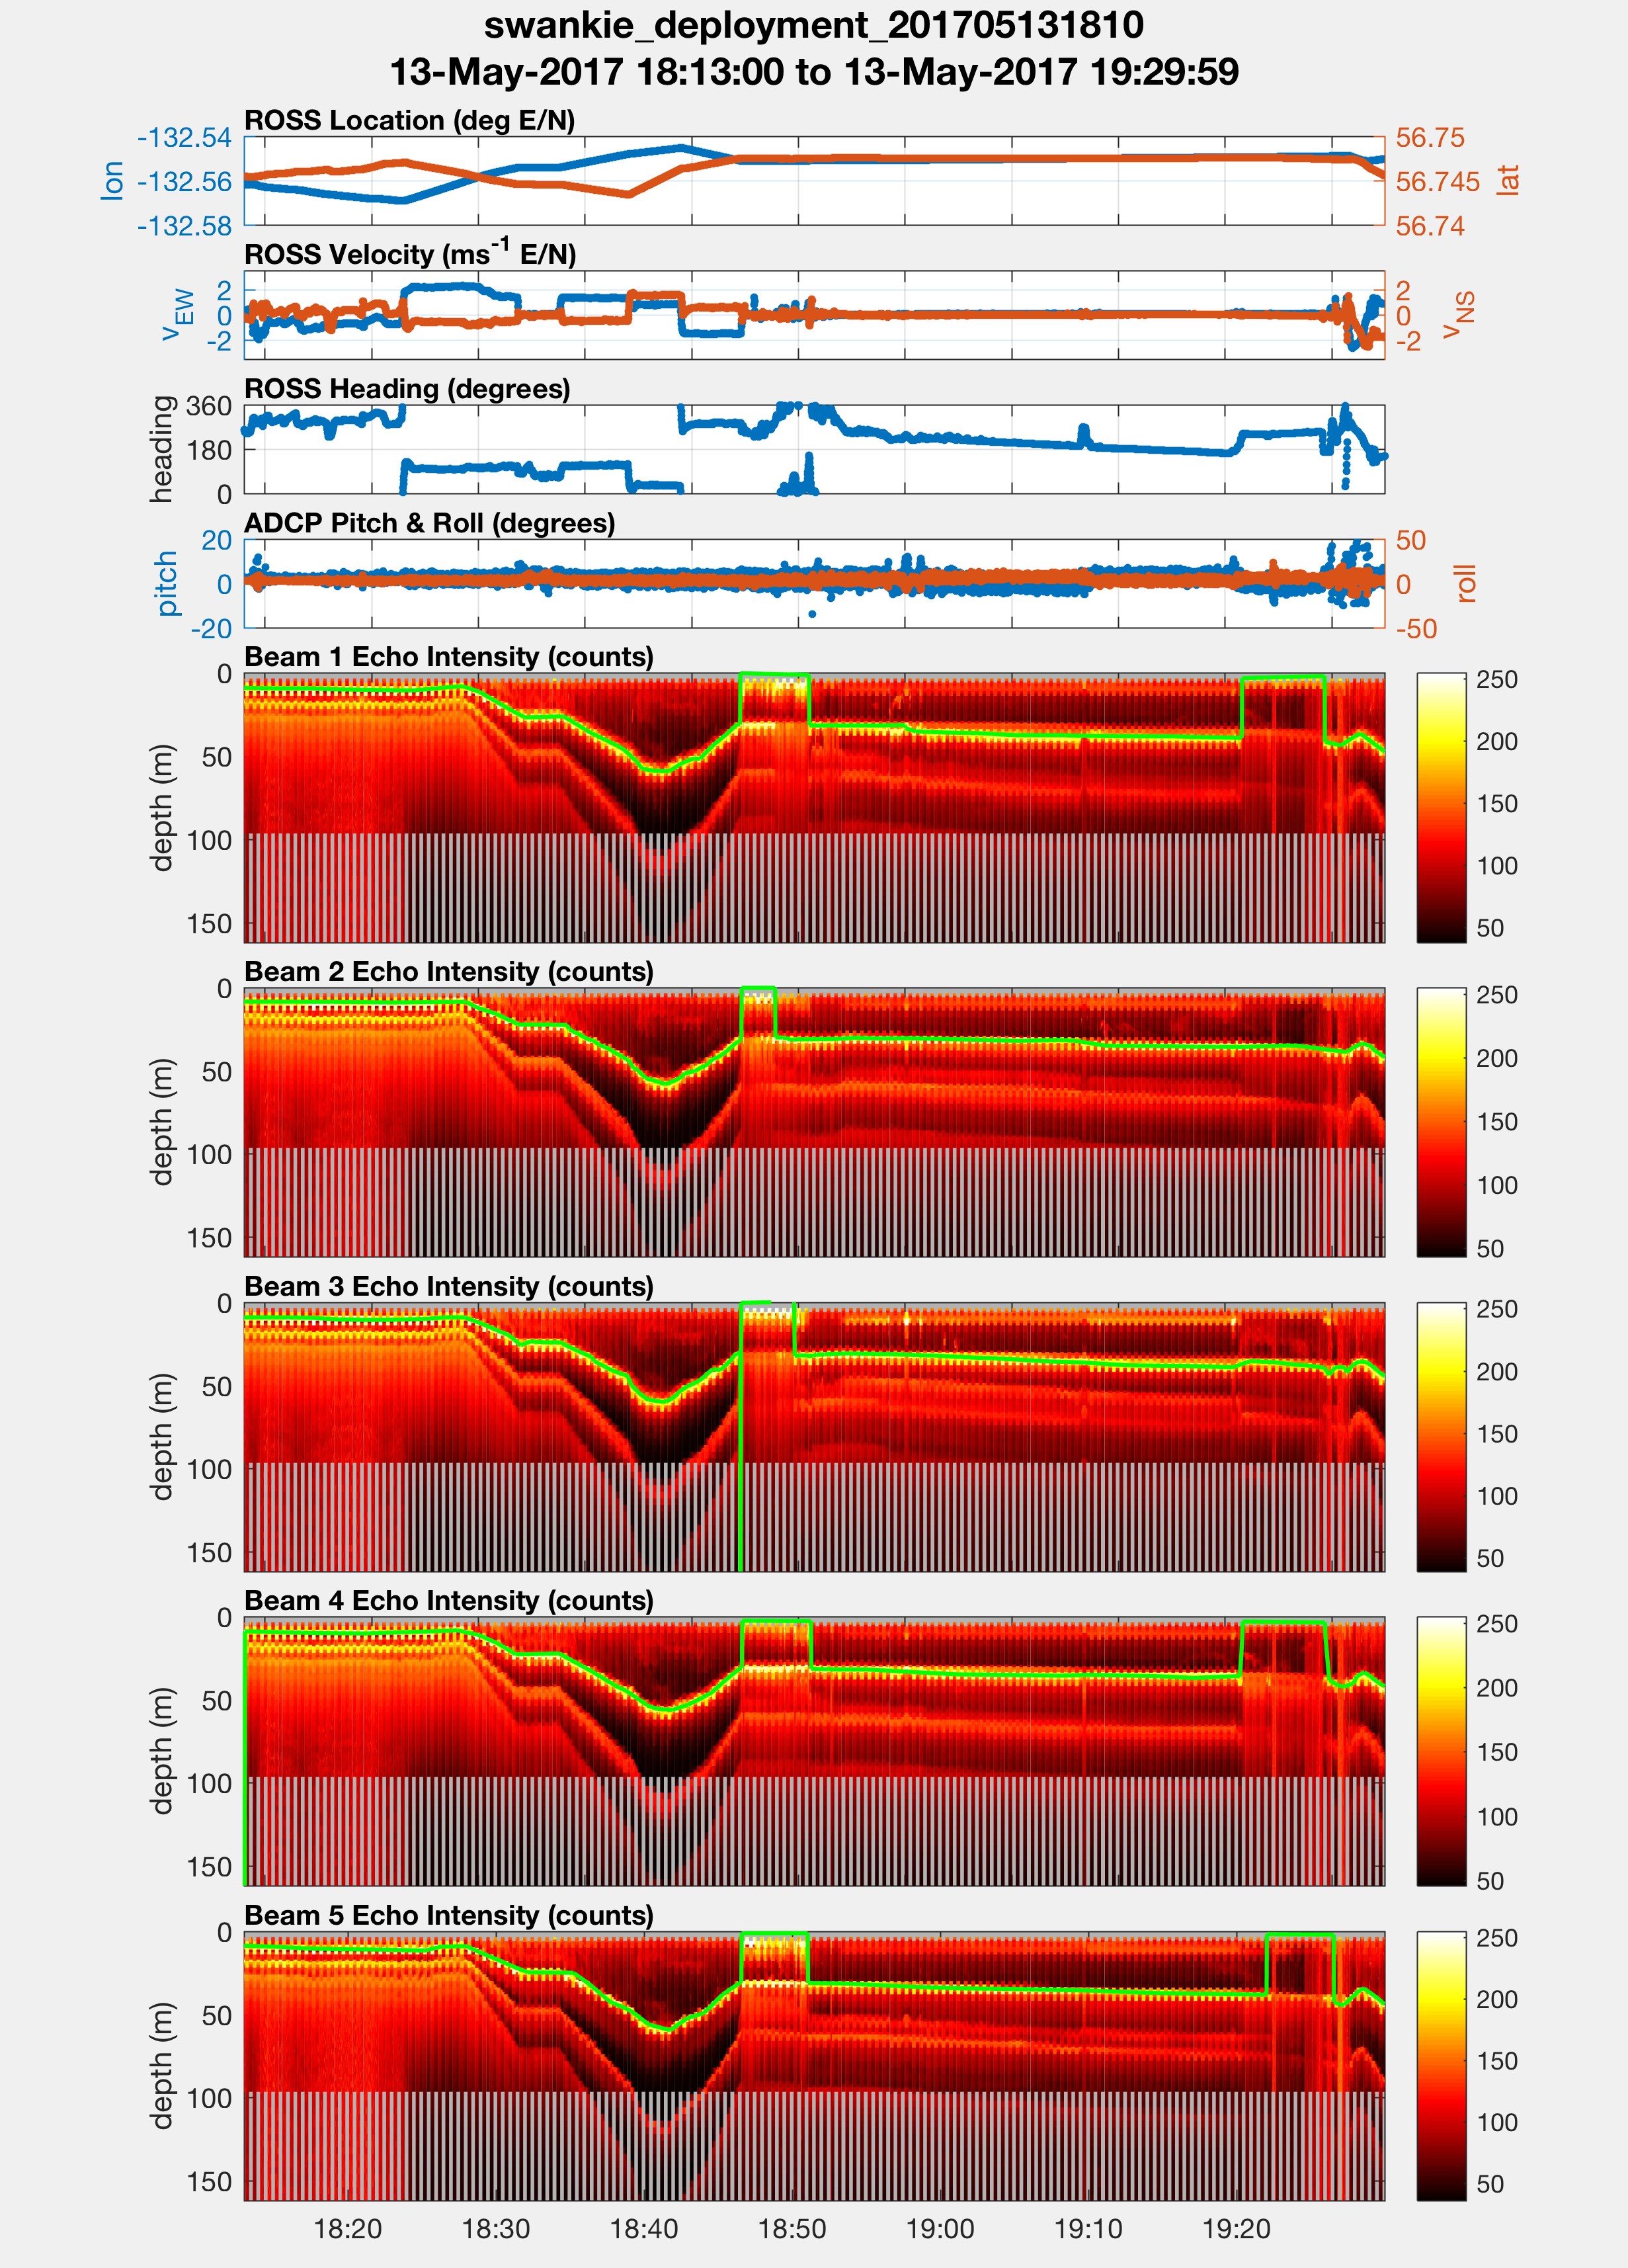 swankie_deployment_201705131810
13-May-2017 18:13:00 to 13-May-2017 19:29:59
ROSS Location (deg E/N)
-132.54
-132.56
-132.58
lon
56.75
56.745
56.74
lat
ROSS Velocity (ms-1 E/N)
2
0
-2
vEW
2
0
-2
vNS
ROSS Heading (degrees)
360
180
0
heading
ADCP Pitch & Roll (degrees)
20
0
-20
pitch
50
0
-50
roll
Beam 1 Echo Intensity (counts)
0
50
100
150
depth (m)
250
200
150
100
50
Beam 2 Echo Intensity (counts)
0
50
100
150
depth (m)
250
200
150
100
50
Beam 3 Echo Intensity (counts)
0
50
100
150
depth (m)
250
200
150
100
50
Beam 4 Echo Intensity (counts)
0
50
100
150
depth (m)
250
200
150
100
50
Beam 5 Echo Intensity (counts)
0
50
100
150
depth (m)
250
200
150
100
50
18:20 18:30 18:40 18:50 19:00 19:10 19:20